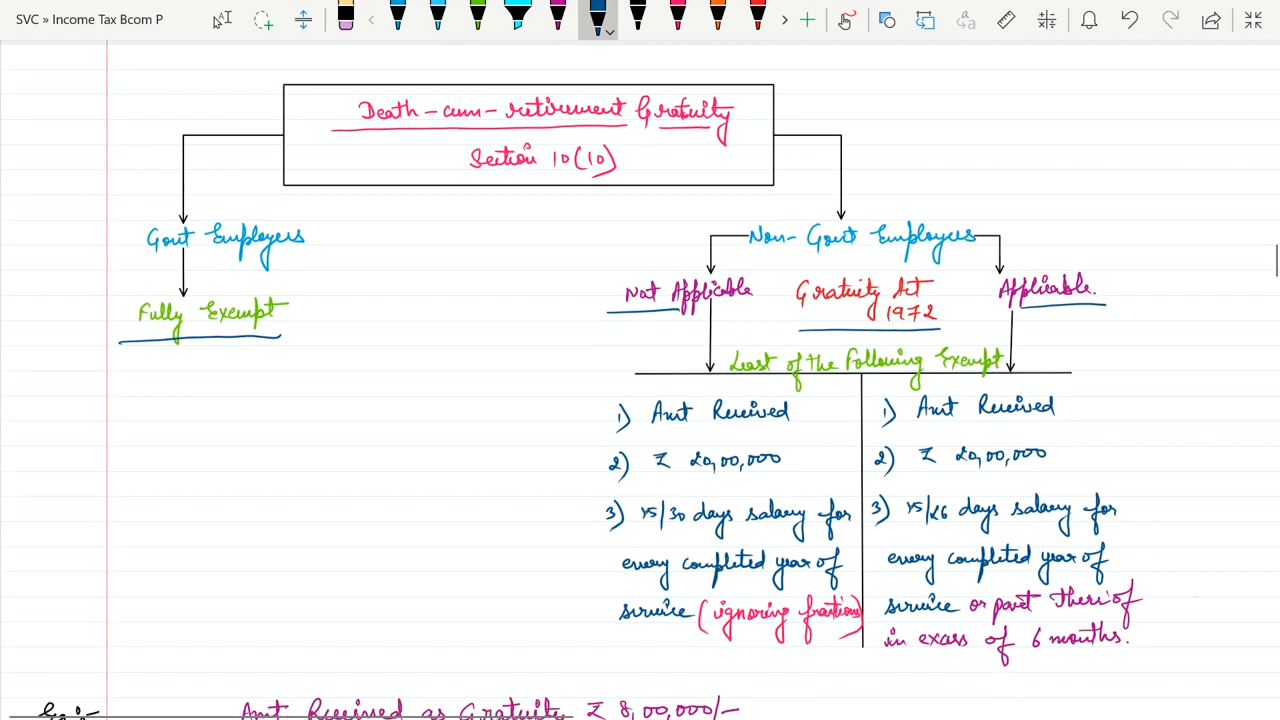 SVC » Income Tax Bcom P
Death-cum-retirement Gratuity
Section 10(10)
Govt Employees
Fully Exempt
Non-Govt Employees
Not Applicable
Gratuity Act
1972
Applicable.
Least of the Following Exempt
1) Amt Received
2) ₹ 20,00,000
3) 15/30 days salary for
every completed year of
service (ignoring fractions)
1) Amt Received
2) ₹ 20,00,000
3) 15/26 days salary for
every completed year of
service or part there of
in exess of 6 months.
Amt Received as Gratuity ₹ 8,00,000/-